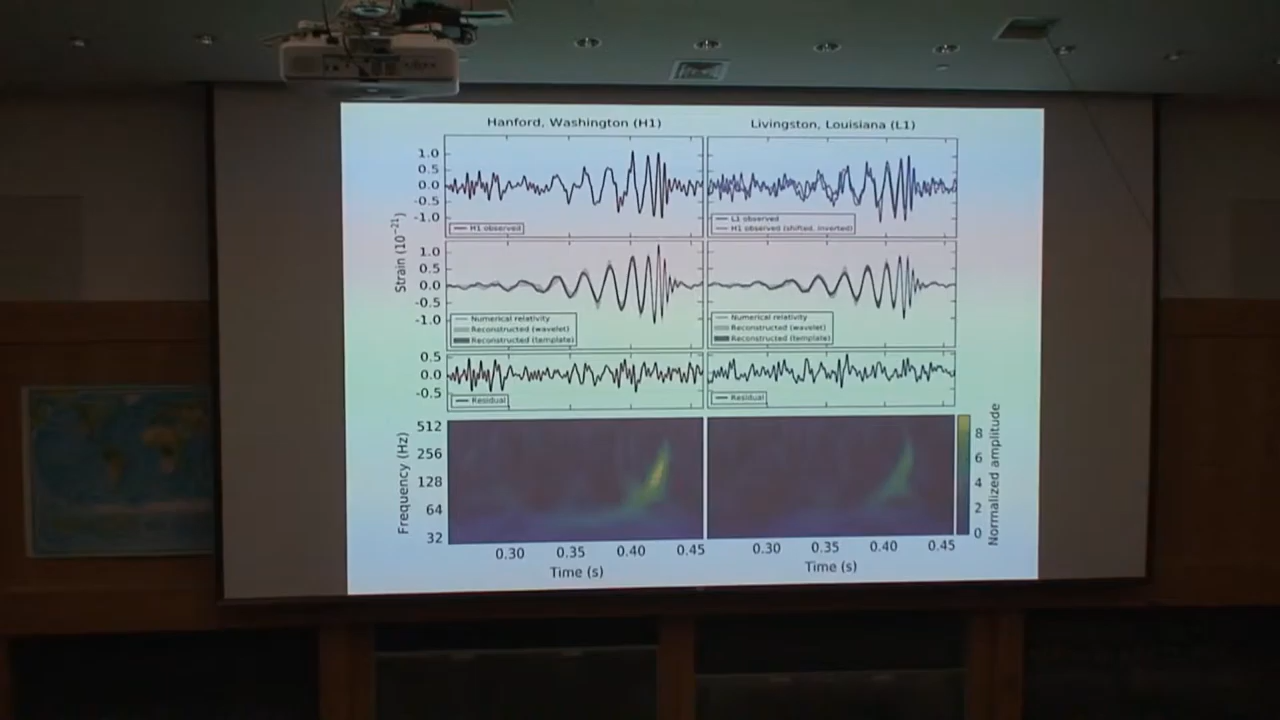 Hanford, Washington (H1)
Livingston, Louisiana (L1)
1.0
0.5
0.0
-0.5
-1.0
H1 observed
L1 observed
H1 observed (shifted, inverted)
Strain (10⁻²¹)
1.0
0.5
0.0
-0.5
-1.0
Numerical relativity
Reconstructed (wavelet)
Reconstructed (template)
Numerical relativity
Reconstructed (wavelet)
Reconstructed (template)
0.5
0.0
-0.5
Residual
Residual
Frequency (Hz)
512
256
128
64
32
8
6
4
2
0
Normalized amplitude
0.30 0.35 0.40 0.45
0.30 0.35 0.40 0.45
Time (s)
Time (s)